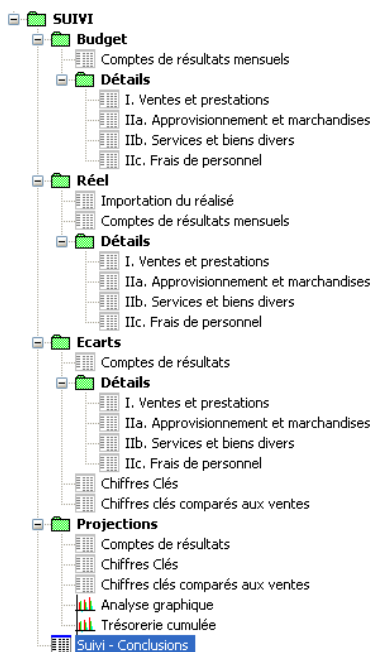 SUIVI
Budget
Comptes de résultats mensuels
Détails
I. Ventes et prestations
IIa. Approvisionnement et marchandises
IIb. Services et biens divers
IIc. Frais de personnel
Réel
Importation du réalisé
Comptes de résultats mensuels
Détails
I. Ventes et prestations
IIa. Approvisionnement et marchandises
IIb. Services et biens divers
IIc. Frais de personnel
Ecarts
Comptes de résultats
Détails
I. Ventes et prestations
IIa. Approvisionnement et marchandises
IIb. Services et biens divers
IIc. Frais de personnel
Chiffres Clés
Chiffres clés comparés aux ventes
Projections
Comptes de résultats
Chiffres Clés
Chiffres clés comparés aux ventes
Analyse graphique
Trésorerie cumulée
Suivi - Conclusions